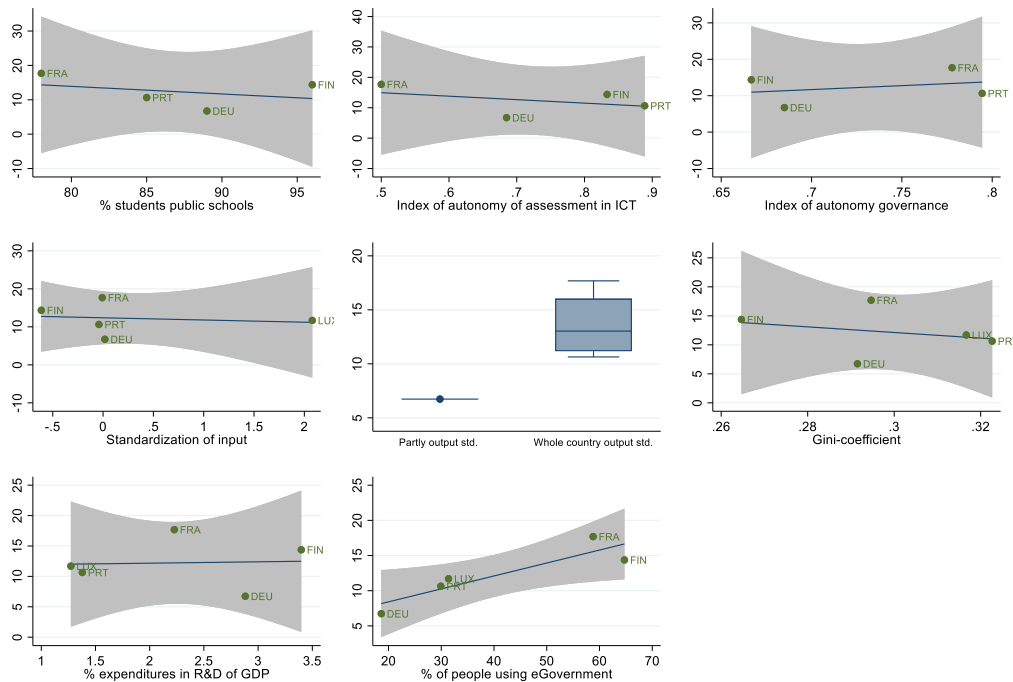 30
20
10
0
-10
FRA
PRT
DEU
FIN
80 85 90 95
% students public schools
40
30
20
10
0
-10
FRA
DEU
FIN
PRT
.5 .6 .7 .8 .9
Index of autonomy of assessment in ICT
30
20
10
0
-10
FIN
DEU
FRA
PRT
.65 .7 .75 .8
Index of autonomy governance
30
20
10
0
-10
FIN
FRA
PRT
DEU
LUX
-.5 0 .5 1 1.5 2
Standardization of input
20
15
10
5
Partly output std. Whole country output std.
25
20
15
10
5
0
FIN
FRA
DEU
LUX
PRT
.26 .28 .3 .32
Gini-coefficient
25
20
15
10
5
0
LUX
PRT
FRA
DEU
FIN
1 1.5 2 2.5 3 3.5
% expenditures in R&D of GDP
25
20
15
10
5
DEU
LUX
PRT
FRA
FIN
20 30 40 50 60 70
% of people using eGovernment